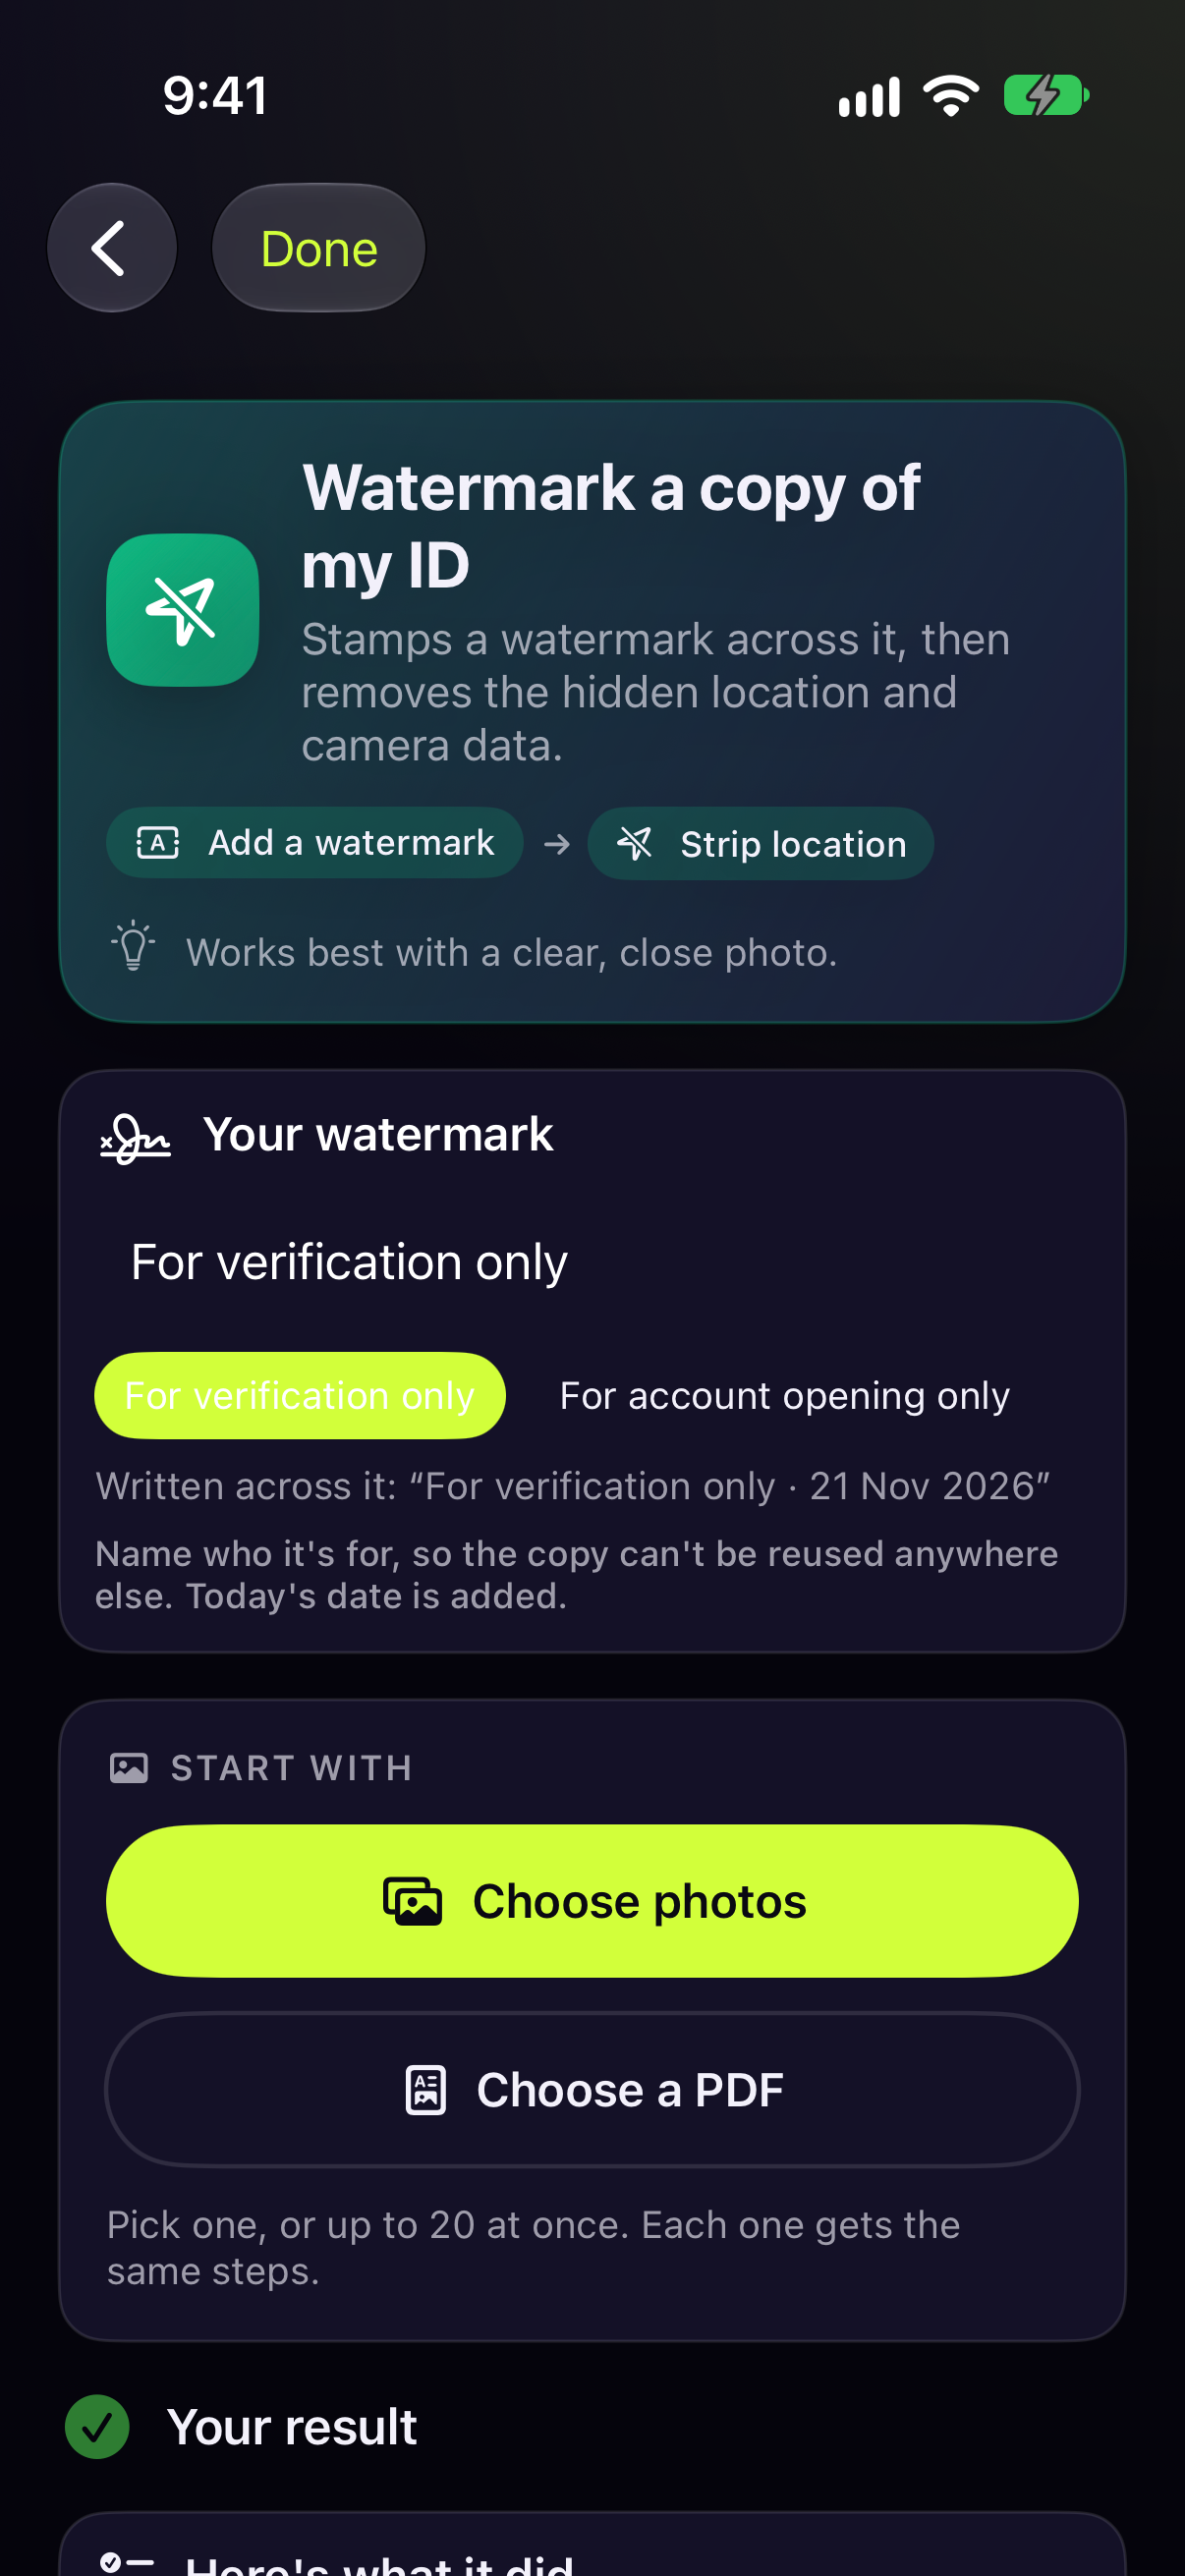 9:41
Done
Watermark a copy of
my ID
Stamps a watermark across it, then
removes the hidden location and
camera data.
Add a watermark → Strip location
Works best with a clear, close photo.
Your watermark
For verification only
For verification only
For account opening only
Written across it: “For verification only · 21 Nov 2026”
Name who it's for, so the copy can't be reused anywhere
else. Today's date is added.
START WITH
Choose photos
Choose a PDF
Pick one, or up to 20 at once. Each one gets the
same steps.
Your result
Here's what it did